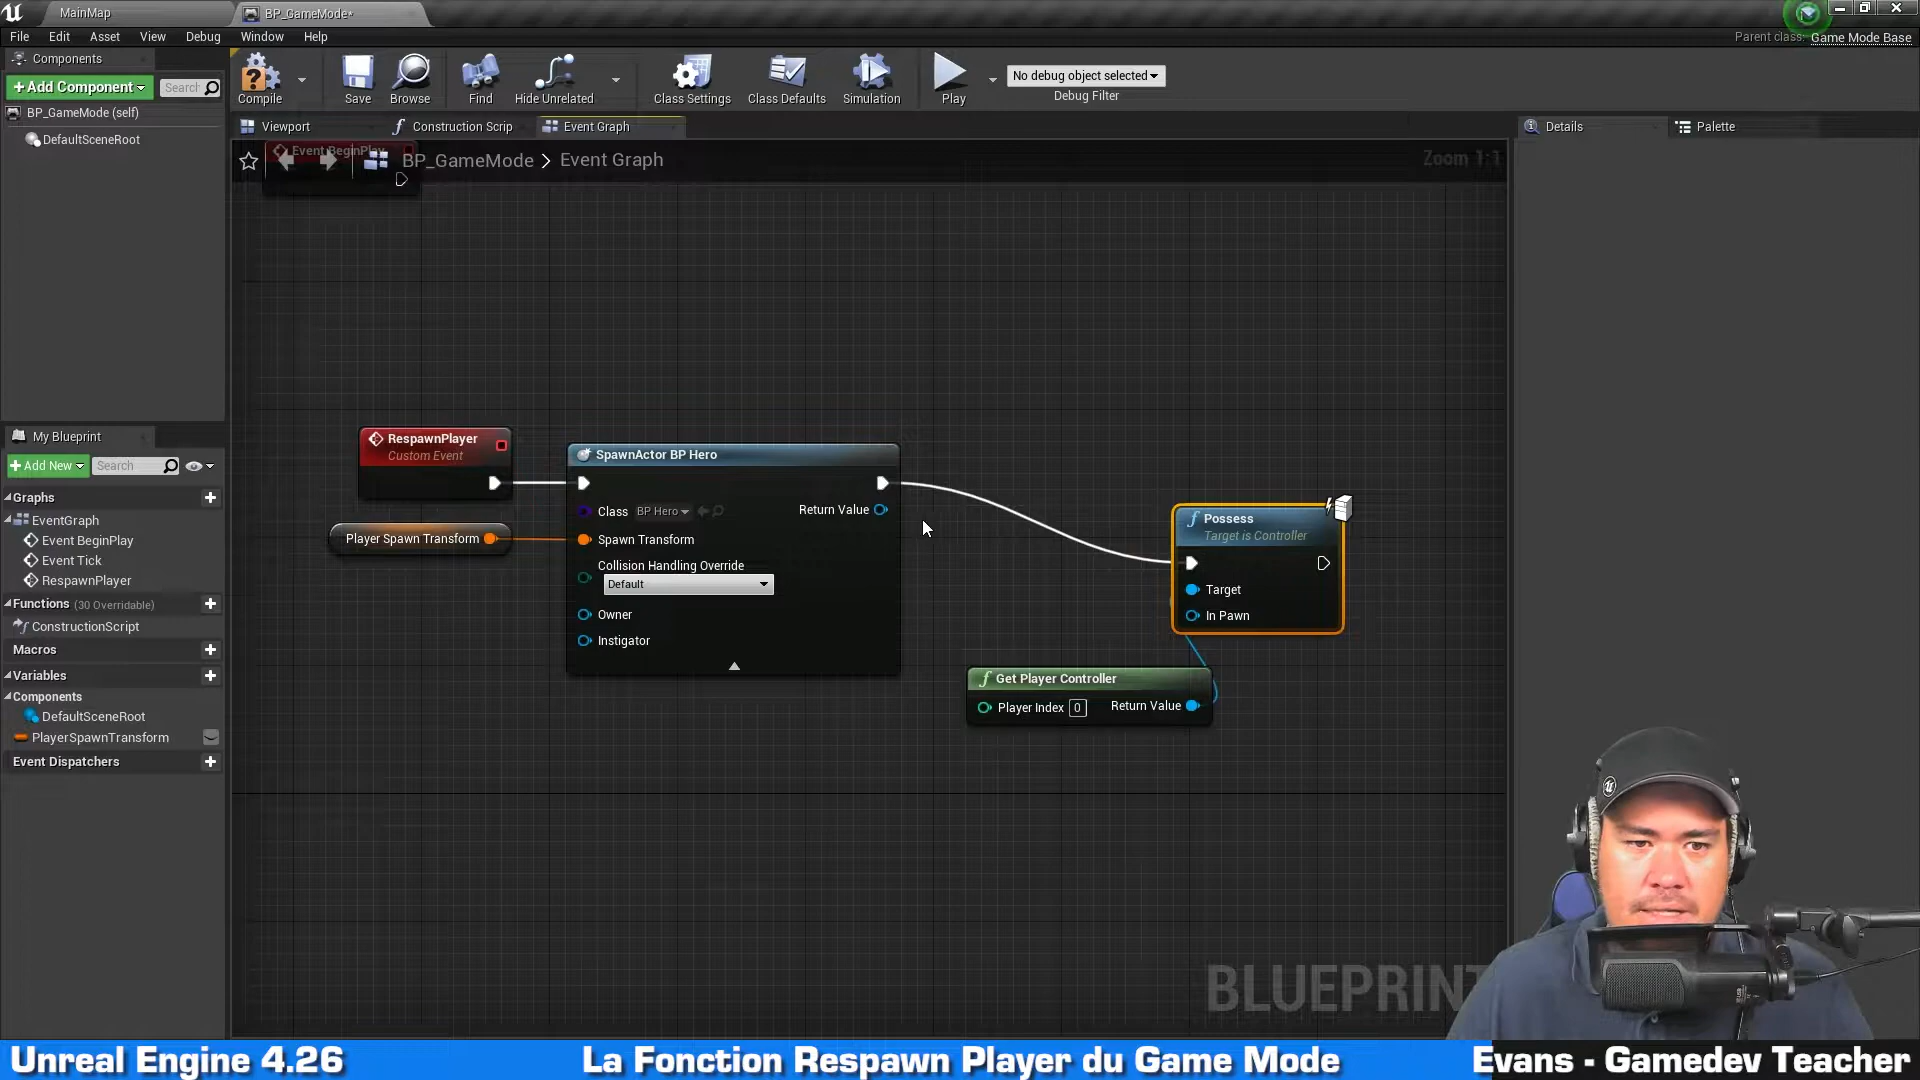 MainMap
BP_GameMode*
File Edit Asset View Debug Window Help
Parent class: Game Mode Base
Components
+Add Component
Search
BP_GameMode (self)
DefaultSceneRoot
Compile
Save
Browse
Find
Hide Unrelated
Class Settings
Class Defaults
Simulation
Play
No debug object selected
Debug Filter
Viewport
Construction Scrip
Event Graph
Details
Palette
Event BeginPlay
BP_GameMode > Event Graph
Zoom 1:1
My Blueprint
+Add New
Search
Graphs
EventGraph
Event BeginPlay
Event Tick
RespawnPlayer
Functions (30 Overridable)
ConstructionScript
Macros
Variables
Components
DefaultSceneRoot
PlayerSpawnTransform
Event Dispatchers
RespawnPlayer
Custom Event
Player Spawn Transform
SpawnActor BP Hero
Class BP Hero
Return Value
Spawn Transform
Collision Handling Override
Default
Owner
Instigator
Possess
Target is Controller
Target
In Pawn
Get Player Controller
Player Index 0
Return Value
Unreal Engine 4.26
La Fonction Respawn Player du Game Mode
Evans - Gamedev Teacher